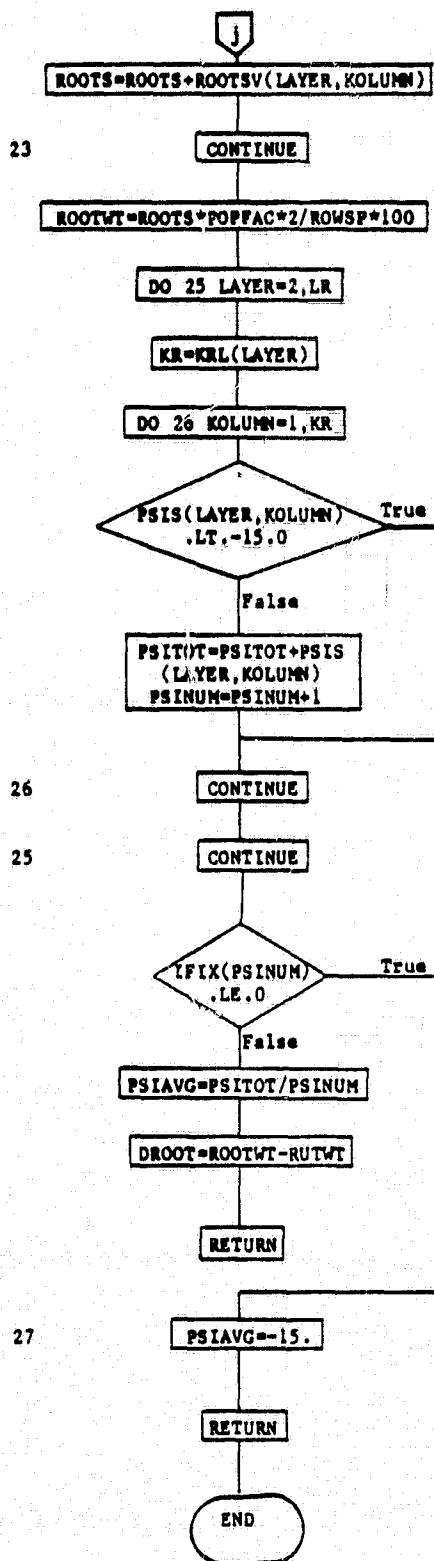 j
ROOTS=ROOTS+ROOTSV(LAYER,KOLUMN)
23 CONTINUE
ROOTWT=ROOTS*POPFAC*2/ROWSP*100
DO 25 LAYER=2,LR
KR=KRL(LAYER)
DO 26 KOLUMN=1,KR
PSIS(LAYER,KOLUMN) True
.LT.-15.0
False
PSITOT=PSITOT+PSIS
(LAYER,KOLUMN)
PSINUM=PSINUM+1
26 CONTINUE
25 CONTINUE
IFIX(PSINUM) True
.LE.0
False
PSIAVG=PSITOT/PSINUM
DROOT=ROOTWT-RUTWT
RETURN
27 PSIAVG=-15.
RETURN
END